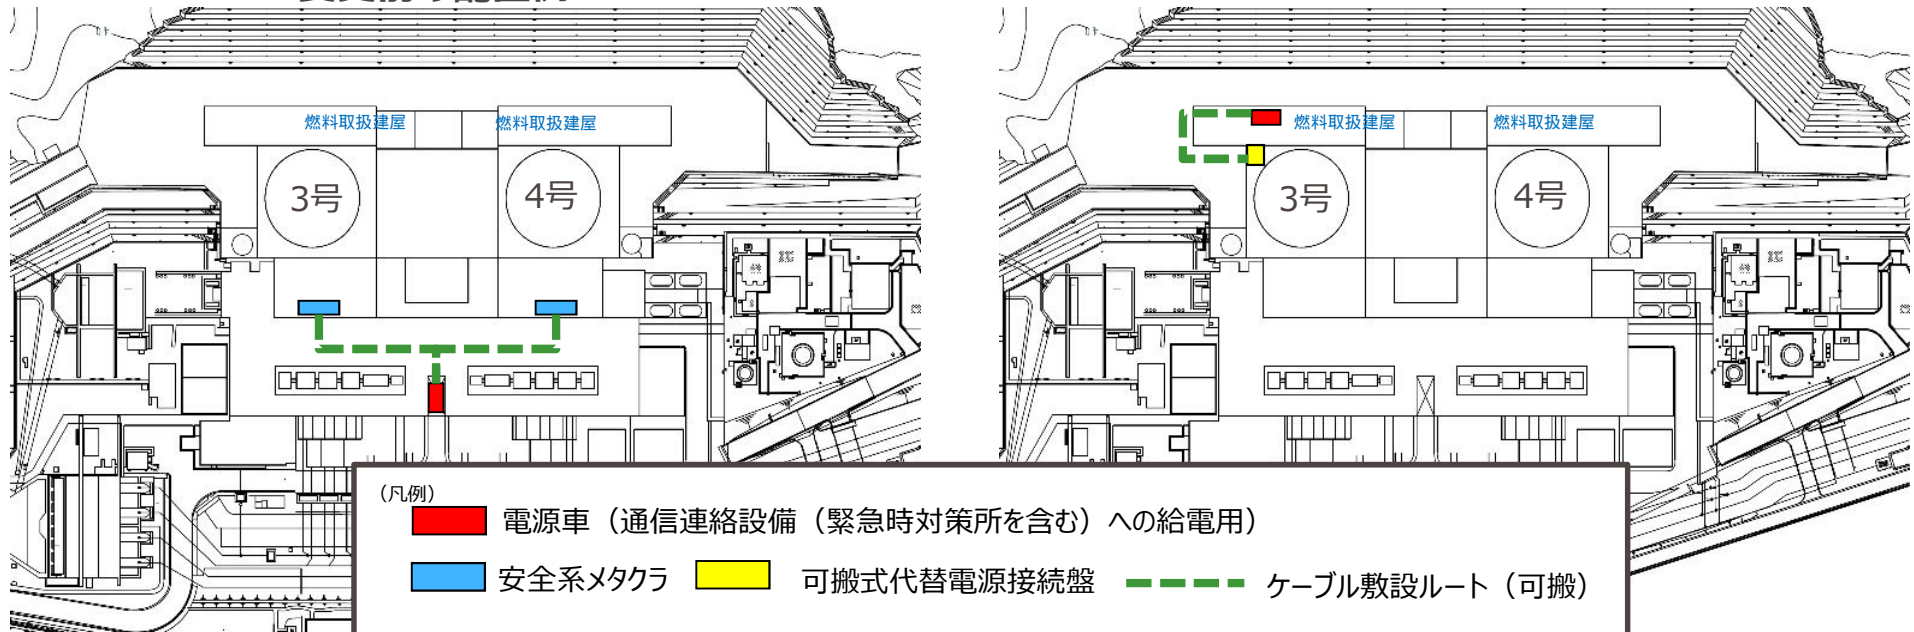 燃料取扱建屋
燃料取扱建屋
3号
4号
燃料取扱建屋
燃料取扱建屋
3号
4号
（凡例）
電源車（通信連絡設備（緊急時対策所を含む）への給電用）
安全系メタクラ
可搬式代替電源接続盤
ケーブル敷設ルート（可搬）